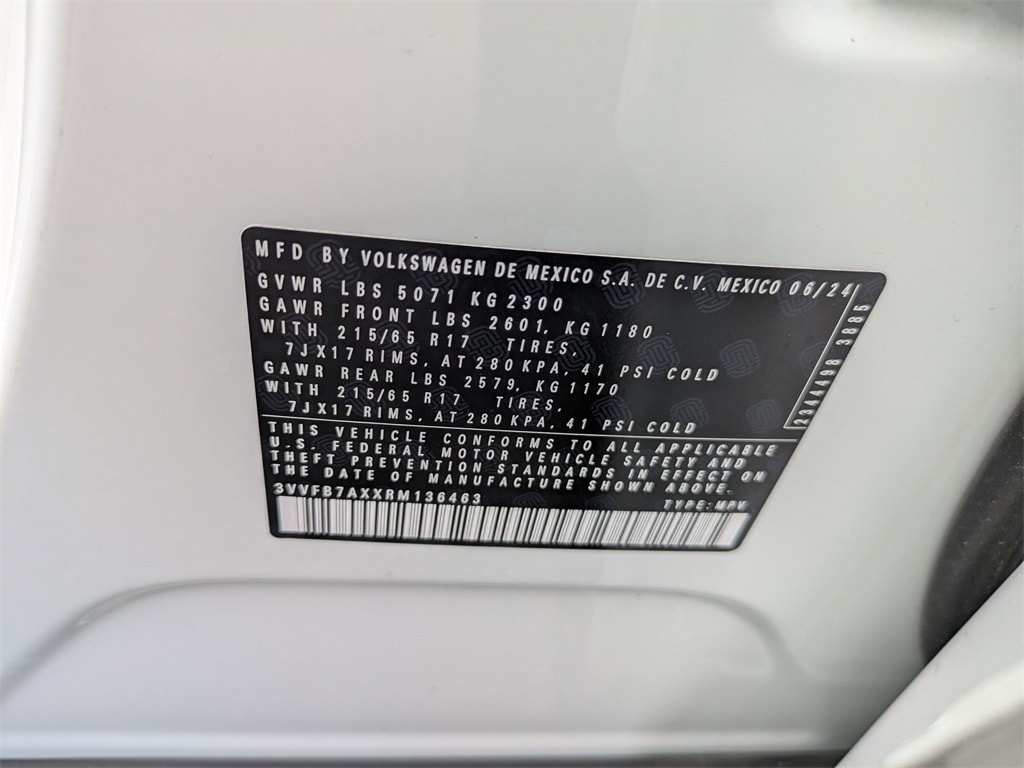 MFD BY VOLKSWAGEN DE MEXICO S.A. DE C.V. MEXICO 06/24
GVWR LBS 5071 KG 2300
GAWR FRONT LBS 2601, KG 1180
WITH 215/65 R17 TIRES,
7JX17 RIMS, AT 280 KPA, 41 PSI COLD
GAWR REAR LBS 2579, KG 1170
WITH 215/65 R17 TIRES,
7JX17 RIMS, AT 280 KPA, 41 PSI COLD
2344498 3885
THIS VEHICLE CONFORMS TO ALL APPLICABLE
U.S. FEDERAL MOTOR VEHICLE SAFETY AND
THEFT PREVENTION STANDARDS IN EFFECT ON
THE DATE OF MANUFACTURE SHOWN ABOVE.
3VVFB7AXXRM136463 TYPE: MPV